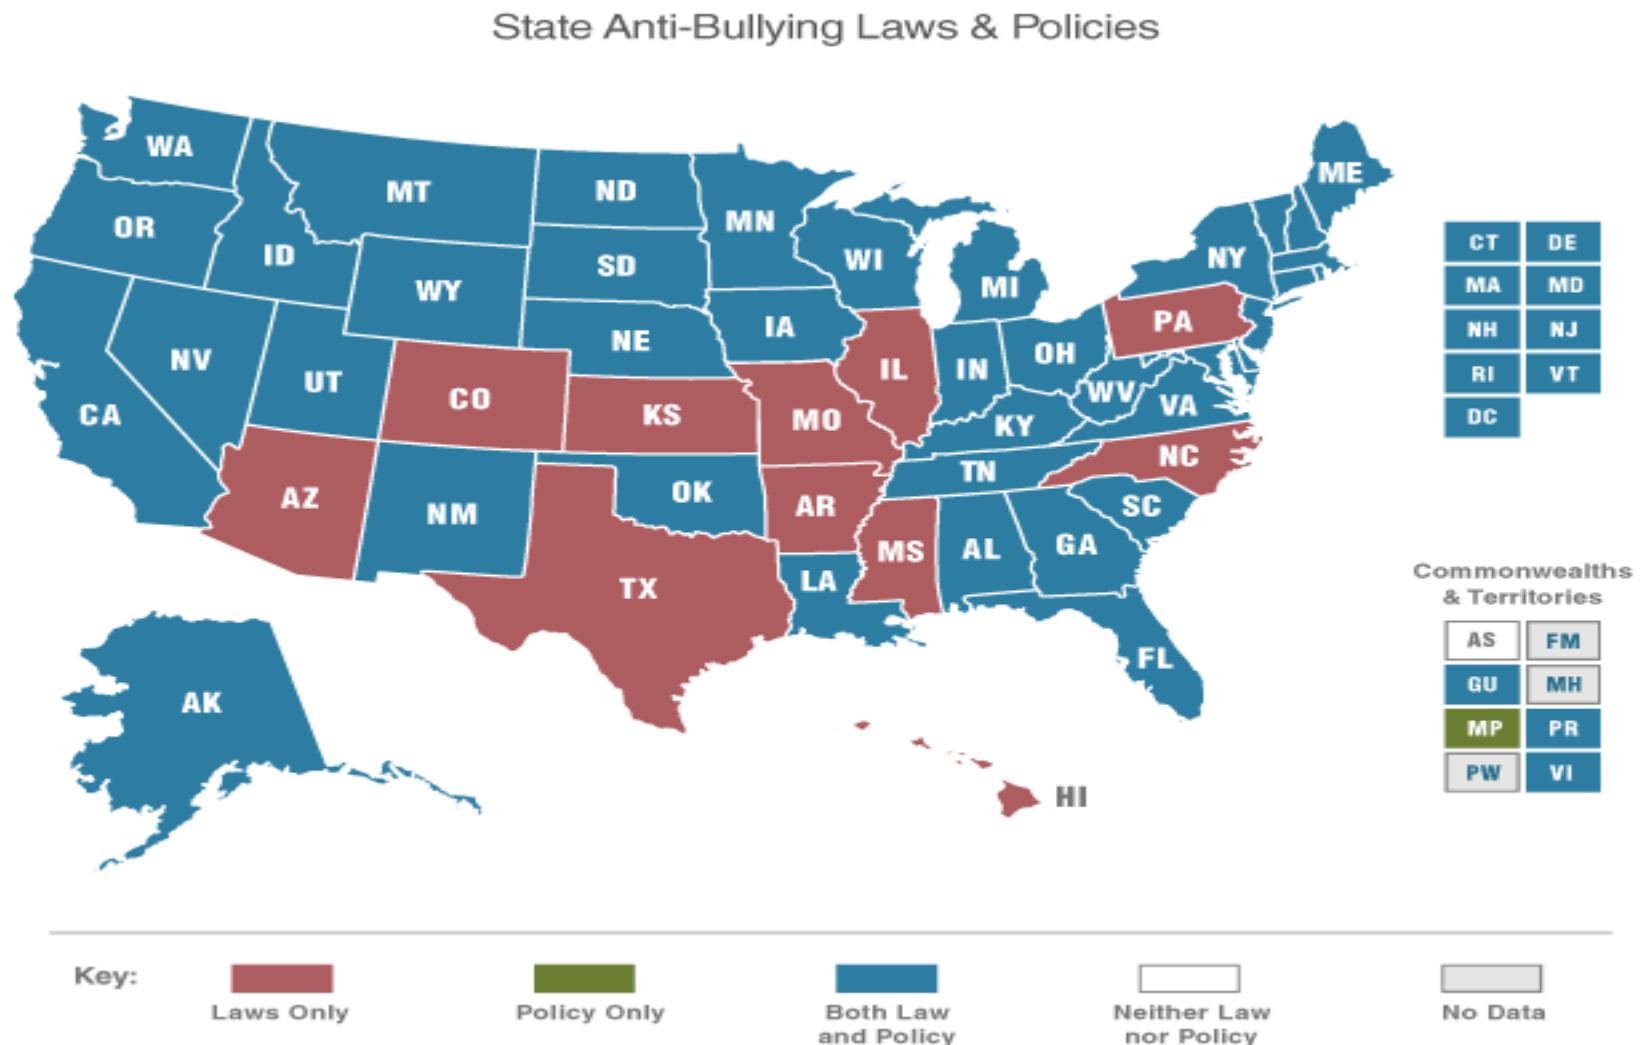 State Anti-Bullying Laws & Policies
WA
MT
ND
MN
ME
OR
ID
SD
WI
NY
WY
MI
CT DE
MA MD
NH NJ
RI VT
DC
NV
UT
NE
IA
PA
CA
CO
KS
MO
IL
IN
OH
WV
VA
KY
AZ
NM
OK
AR
TN
NC
TX
LA
MS
AL
GA
SC
FL
AK
HI
Commonwealths
& Territories
AS FM
GU MH
MP PR
PW VI
Key:
Laws Only
Policy Only
Both Law
and Policy
Neither Law
nor Policy
No Data